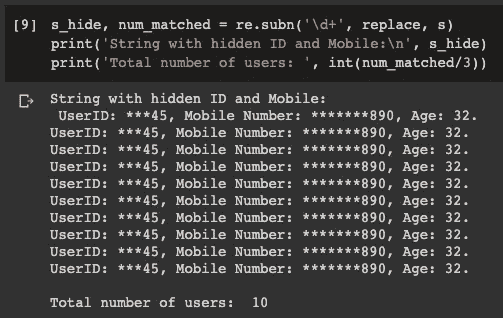 [9] s_hide, num_matched = re.subn('\d+', replace, s)
print('String with hidden ID and Mobile:\n', s_hide)
print('Total number of users: ', int(num_matched/3))
String with hidden ID and Mobile:
 UserID: ***45, Mobile Number: *******890, Age: 32.
UserID: ***45, Mobile Number: *******890, Age: 32.
UserID: ***45, Mobile Number: *******890, Age: 32.
UserID: ***45, Mobile Number: *******890, Age: 32.
UserID: ***45, Mobile Number: *******890, Age: 32.
UserID: ***45, Mobile Number: *******890, Age: 32.
UserID: ***45, Mobile Number: *******890, Age: 32.
UserID: ***45, Mobile Number: *******890, Age: 32.
UserID: ***45, Mobile Number: *******890, Age: 32.
UserID: ***45, Mobile Number: *******890, Age: 32.
Total number of users:  10